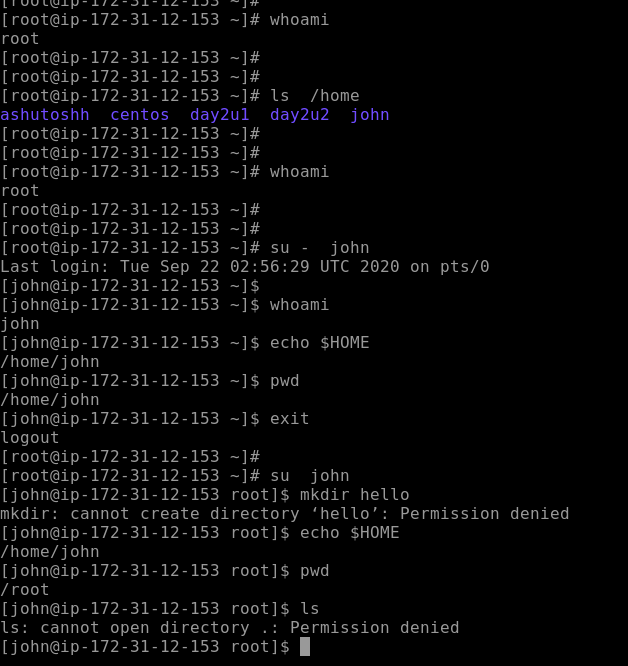 [root@ip-172-31-12-153 ~]#
[root@ip-172-31-12-153 ~]# whoami
root
[root@ip-172-31-12-153 ~]#
[root@ip-172-31-12-153 ~]#
[root@ip-172-31-12-153 ~]# ls  /home
ashutoshh  centos  day2u1  day2u2  john
[root@ip-172-31-12-153 ~]#
[root@ip-172-31-12-153 ~]#
[root@ip-172-31-12-153 ~]# whoami
root
[root@ip-172-31-12-153 ~]#
[root@ip-172-31-12-153 ~]#
[root@ip-172-31-12-153 ~]# su -  john
Last login: Tue Sep 22 02:56:29 UTC 2020 on pts/0
[john@ip-172-31-12-153 ~]$
[john@ip-172-31-12-153 ~]$ whoami
john
[john@ip-172-31-12-153 ~]$ echo $HOME
/home/john
[john@ip-172-31-12-153 ~]$ pwd
/home/john
[john@ip-172-31-12-153 ~]$ exit
logout
[root@ip-172-31-12-153 ~]#
[root@ip-172-31-12-153 ~]# su  john
[john@ip-172-31-12-153 root]$ mkdir hello
mkdir: cannot create directory ‘hello’: Permission denied
[john@ip-172-31-12-153 root]$ echo $HOME
/home/john
[john@ip-172-31-12-153 root]$ pwd
/root
[john@ip-172-31-12-153 root]$ ls
ls: cannot open directory .: Permission denied
[john@ip-172-31-12-153 root]$